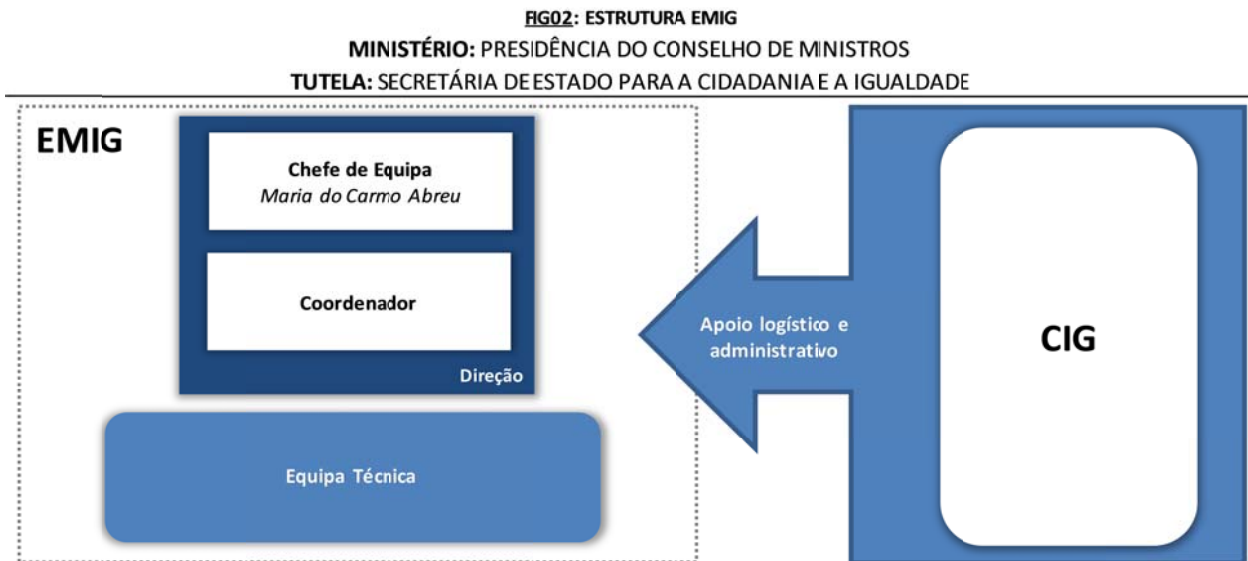 FIG02: ESTRUTURA EMIG
MINISTÉRIO: PRESIDÊNCIA DO CONSELHO DE MINISTROS
TUTELA: SECRETÁRIA DE ESTADO PARA A CIDADANIA E A IGUALDADE
EMIG
Chefe de Equipa
Maria do Carmo Abreu
Coordenador
Direção
Equipa Técnica
Apoio logístico e
administrativo
CIG